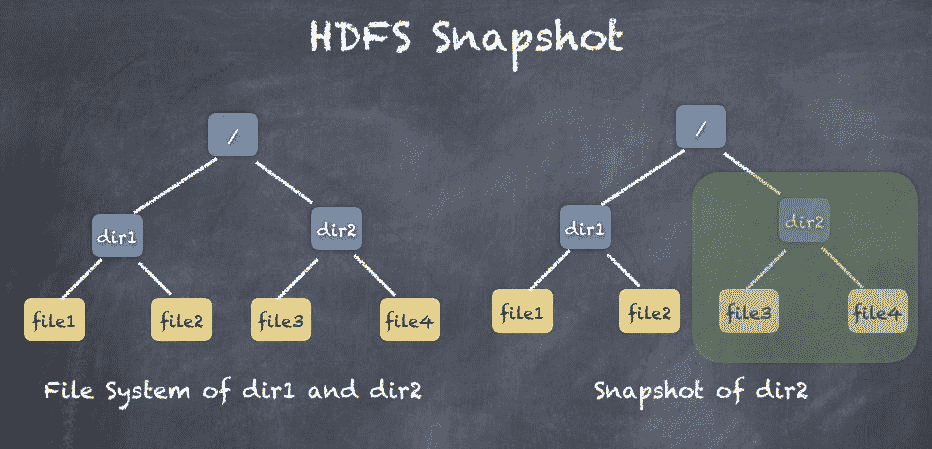 HDFS Snapshot
/
dir1
dir2
file1
file2
file3
file4
File System of dir1 and dir2
/
dir1
dir2
file1
file2
file3
file4
Snapshot of dir2